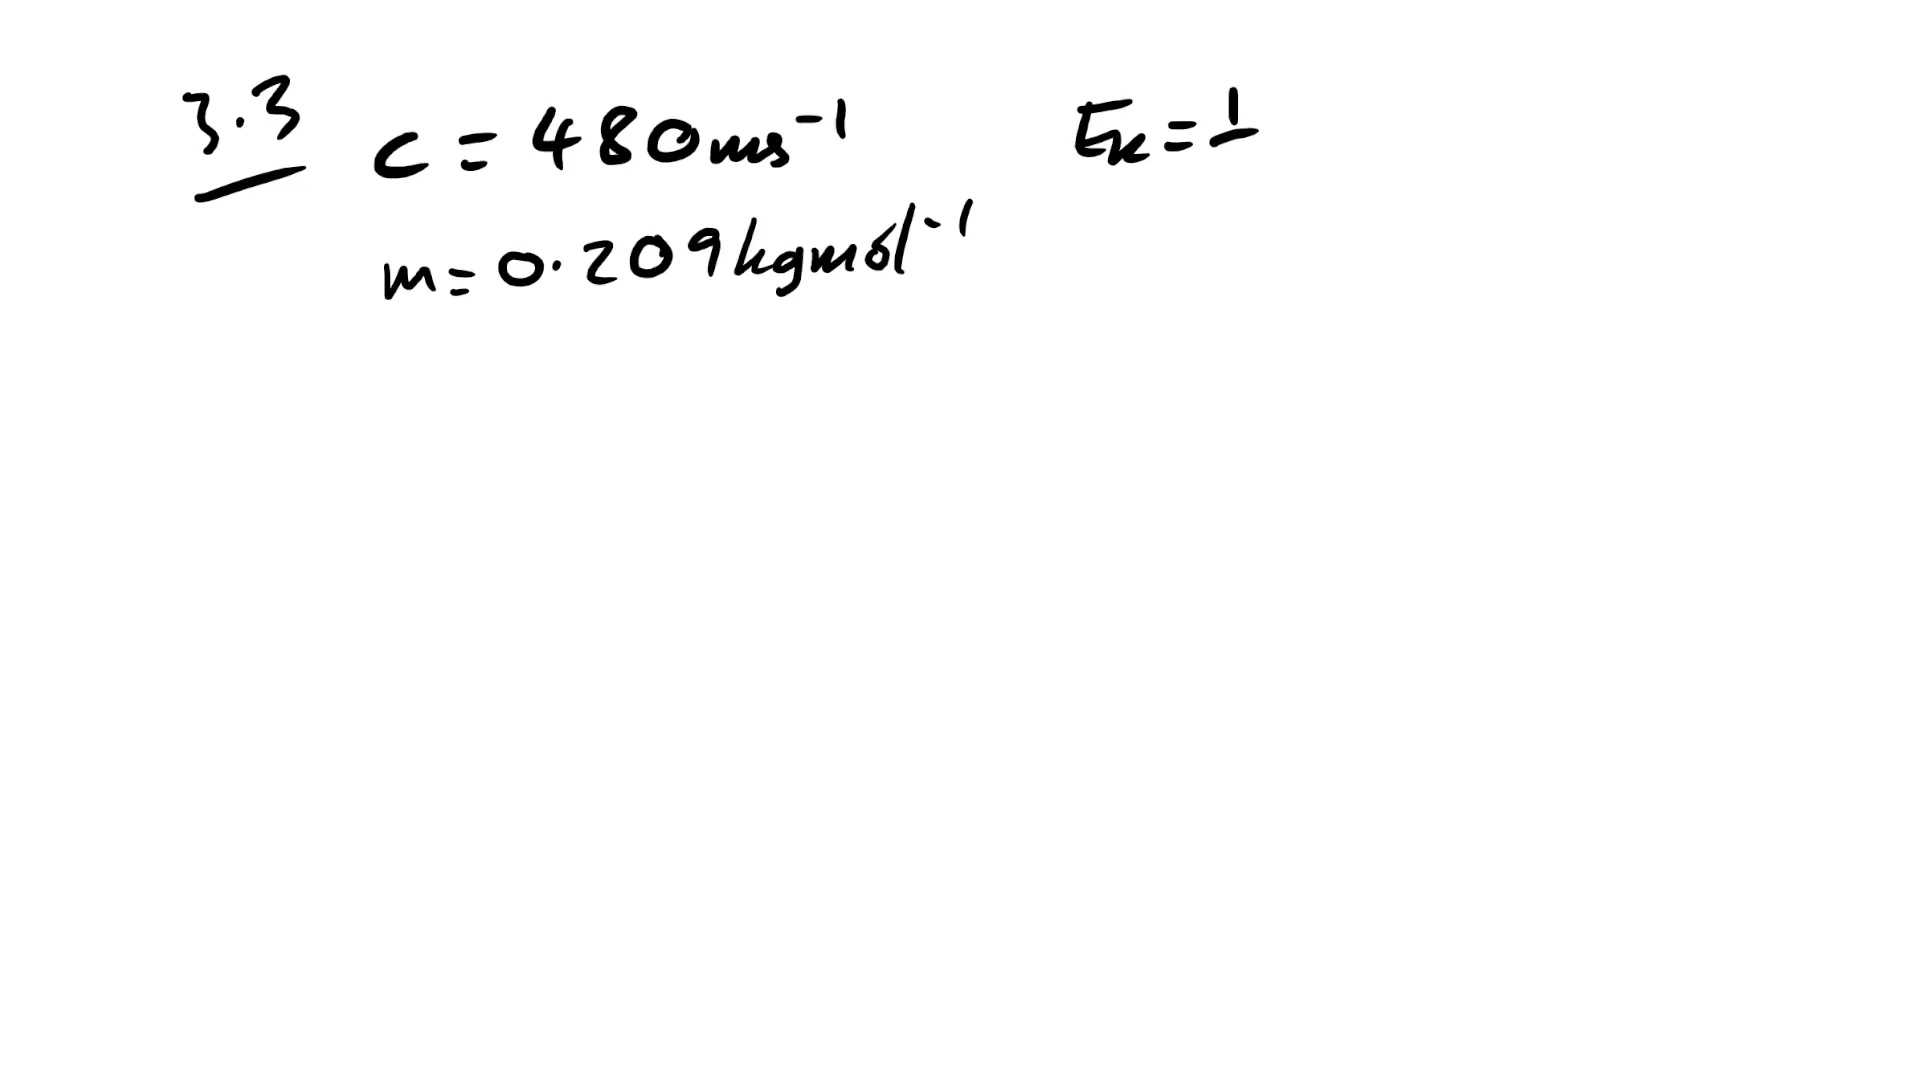 3.3 c = 480ms⁻¹ Eₖ = 1
m = 0.209kgmol⁻¹